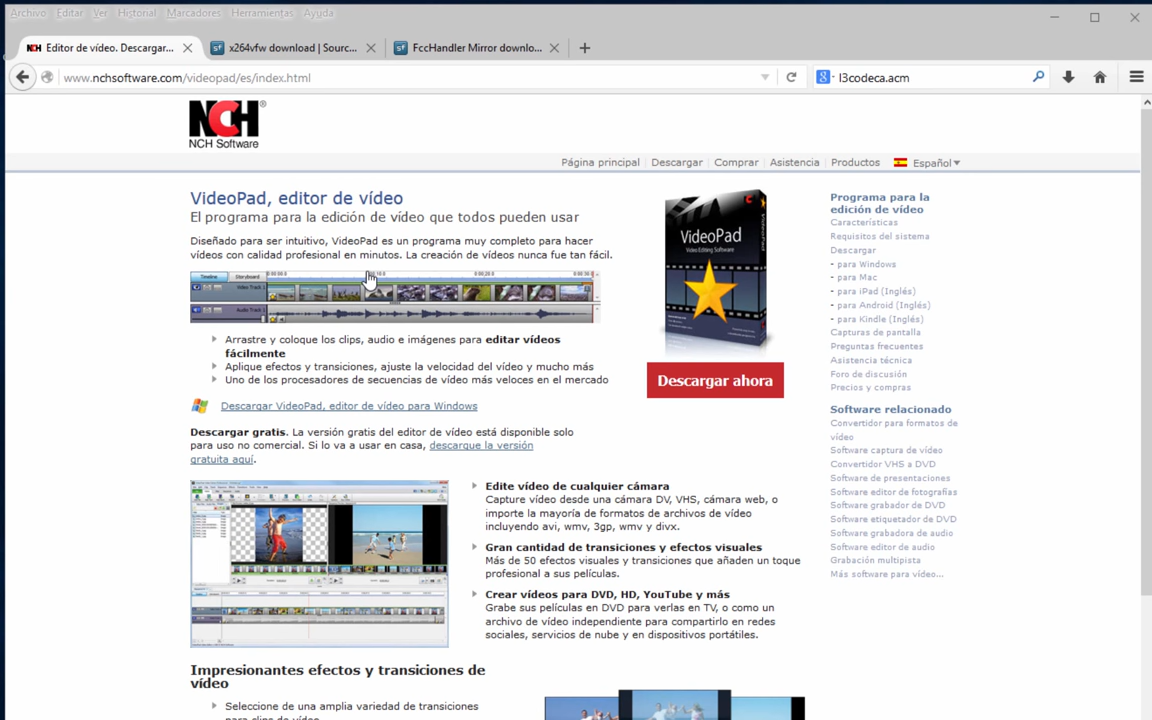 Archivo Editar Ver Historial Marcadores Herramientas Ayuda
NCH Editor de vídeo. Descargar... x264vfw download | Sourc... FccHandler Mirror downlo...
www.nchsoftware.com/videopad/es/index.html l3codeca.acm
NCH®
NCH Software
Página principal Descargar Comprar Asistencia Productos Español
VideoPad, editor de vídeo
El programa para la edición de vídeo que todos pueden usar
Diseñado para ser intuitivo, VideoPad es un programa muy completo para hacer
vídeos con calidad profesional en minutos. La creación de vídeos nunca fue tan fácil.
Timeline Storyboard
Video Track 1
Audio Track 1
Arrastre y coloque los clips, audio e imágenes para editar vídeos
fácilmente
Aplique efectos y transiciones, ajuste la velocidad del vídeo y mucho más
Uno de los procesadores de secuencias de vídeo más veloces en el mercado
Descargar VideoPad, editor de vídeo para Windows
Descargar gratis. La versión gratis del editor de vídeo está disponible solo
para uso no comercial. Si lo va a usar en casa, descargue la versión
gratuita aquí.
VideoPad
Video Editing Software
Descargar ahora
Edite vídeo de cualquier cámara
Capture vídeo desde una cámara DV, VHS, cámara web, o
importe la mayoría de formatos de archivos de vídeo
incluyendo avi, wmv, 3gp, wmv y divx.
Gran cantidad de transiciones y efectos visuales
Más de 50 efectos visuales y transiciones que añaden un toque
profesional a sus películas.
Crear vídeos para DVD, HD, YouTube y más
Grabe sus películas en DVD para verlas en TV, o como un
archivo de vídeo independiente para compartirlo en redes
sociales, servicios de nube y en dispositivos portátiles.
Impresionantes efectos y transiciones de
vídeo
Seleccione de una amplia variedad de transiciones
para clips de vídeo.
Programa para la
edición de vídeo
Características
Requisitos del sistema
Descargar
- para Windows
- para Mac
- para iPad (Inglés)
- para Android (Inglés)
- para Kindle (Inglés)
Capturas de pantalla
Preguntas frecuentes
Asistencia técnica
Foro de discusión
Precios y compras
Software relacionado
Convertidor para formatos de
vídeo
Software captura de vídeo
Convertidor VHS a DVD
Software de presentaciones
Software editor de fotografías
Software grabador de DVD
Software etiquetador de DVD
Software grabadora de audio
Software editor de audio
Grabación multipista
Más software para vídeo...